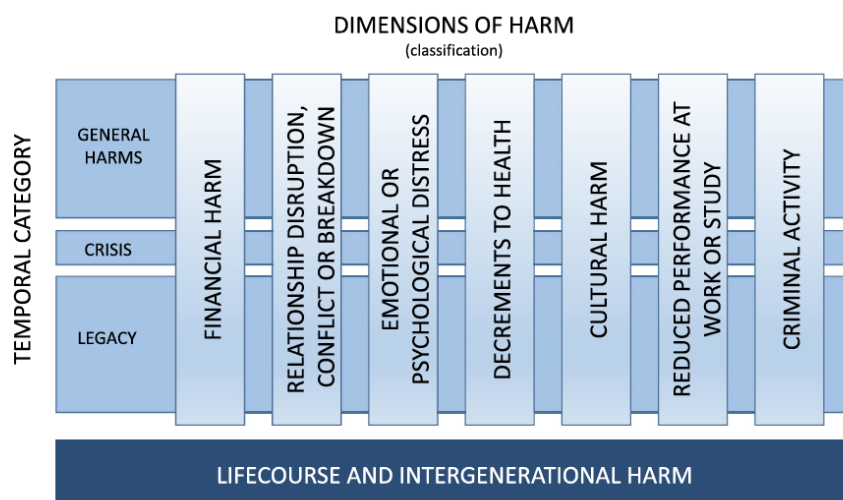 DIMENSIONS OF HARM
(classification)
TEMPORAL CATEGORY
GENERAL
HARMS
CRISIS
LEGACY
FINANCIAL HARM
RELATIONSHIP DISRUPTION,
CONFLICT OR BREAKDOWN
EMOTIONAL OR
PSYCHOLOGICAL DISTRESS
DECREMENTS TO HEALTH
CULTURAL HARM
REDUCED PERFORMANCE AT
WORK OR STUDY
CRIMINAL ACTIVITY
LIFECOURSE AND INTERGENERATIONAL HARM